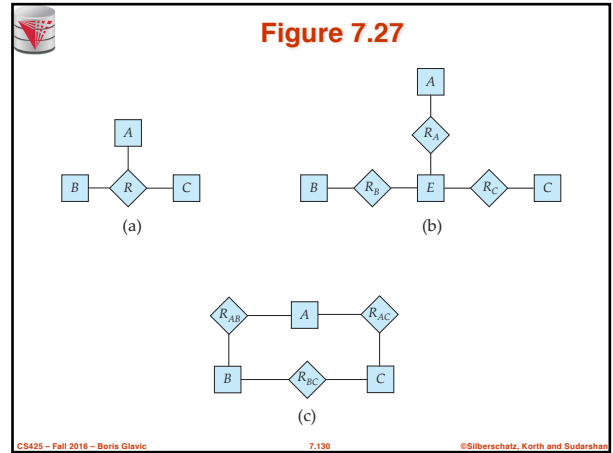 Figure 7.27
A
B
R
C
(a)
A
R_A
B
R_B
E
R_C
C
(b)
R_AB
A
R_AC
B
R_BC
C
(c)
CS425 – Fall 2016 – Boris Glavic
7.130
©Silberschatz, Korth and Sudarshan